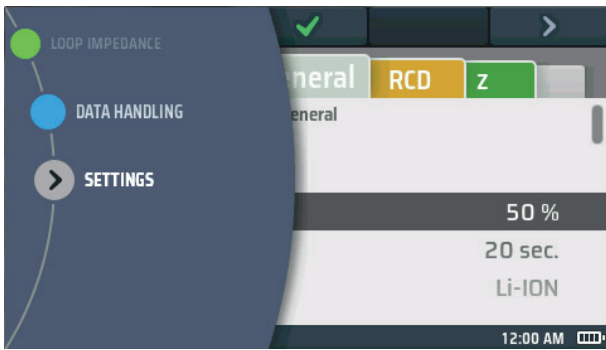 LOOP IMPEDANCE
DATA HANDLING
SETTINGS
eneral RCD Z
eneral
50 %
20 sec.
Li-ION
12:00 AM